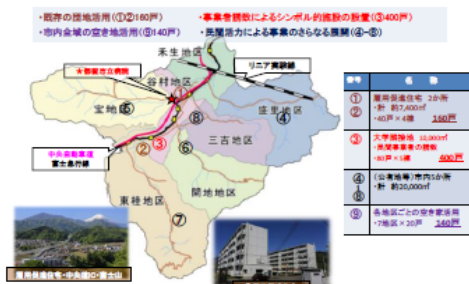 ・既存の団地活用(①②160戸)
・事業者誘致によるシンボル的施設の設置(③400戸)
・市内全域の空き地活用(⑨140戸)
・民間活力による事業のさらなる展開(④-⑧)
禾生地区
リニア実験線
★都留市立病院
谷村地区
①
宝地区
⑤
盛里地区
④
⑧
中央自動車道
富士急行線
②
③
三吉地区
⑥
開地地区
東桂地区
⑦
雇用促進住宅・中央道IC・富士山
番号
名 称
①
②
雇用促進住宅 2か所
・計 約7,400㎡
・40戸×4棟 160戸
③
大学隣接地 10,000㎡
・民間事業者の誘致
・80戸×5棟 400戸
④
⑧
(公有地等)市内5か所
・計 約20,000㎡
⑨
各地区ごとの空き家活用
・7地区×20戸 140戸